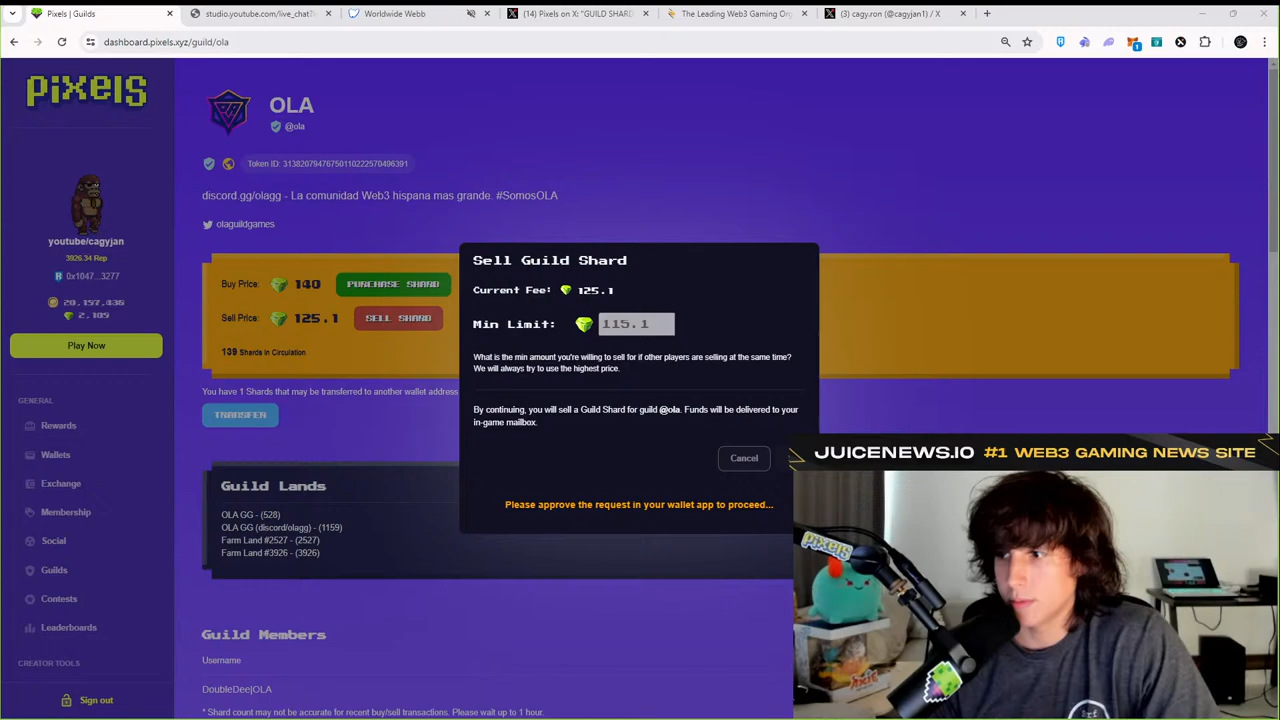 Pixels | Guilds
studio.youtube.com/live_chat?
Worldwide Webb
(14) Pixels on X: "GUILD SHARD
The Leading Web3 Gaming Org
(3) cagy.ron (@cagyjan1) / X
dashboard.pixels.xyz/guild/ola
pixels
youtube/cagyjan
3926.34 Rep
0x1047...3277
20,197,436
2,109
Play Now
GENERAL
Rewards
Wallets
Exchange
Membership
Social
Guilds
Contests
Leaderboards
CREATOR TOOLS
Sign out
OLA
@ola
Token ID: 31382079476750110222570496391
discord.gg/olagg - La comunidad Web3 hispana mas grande. #SomosOLA
olaguildgames
Buy Price: 140 PURCHASE SHARD
Sell Price: 125.1 SELL SHARD
139 Shards in Circulation
You have 1 Shards that may be transferred to another wallet address
TRANSFER
Guild Lands
OLA GG - (528)
OLA GG (discord/olagg) - (1159)
Farm Land #2527 - (2527)
Farm Land #3926 - (3926)
Guild Members
Username
DoubleDee|OLA
* Shard count may not be accurate for recent buy/sell transactions. Please wait up to 1 hour.
Sell Guild Shard
Current Fee: 125.1
Min Limit: 115.1
What is the min amount you're willing to sell for if other players are selling at the same time?
We will always try to use the highest price.
By continuing, you will sell a Guild Shard for guild @ola. Funds will be delivered to your
in-game mailbox.
Cancel
Please approve the request in your wallet app to proceed...
JUICENEWS.IO #1 WEB3 GAMING NEWS SITE
pixels